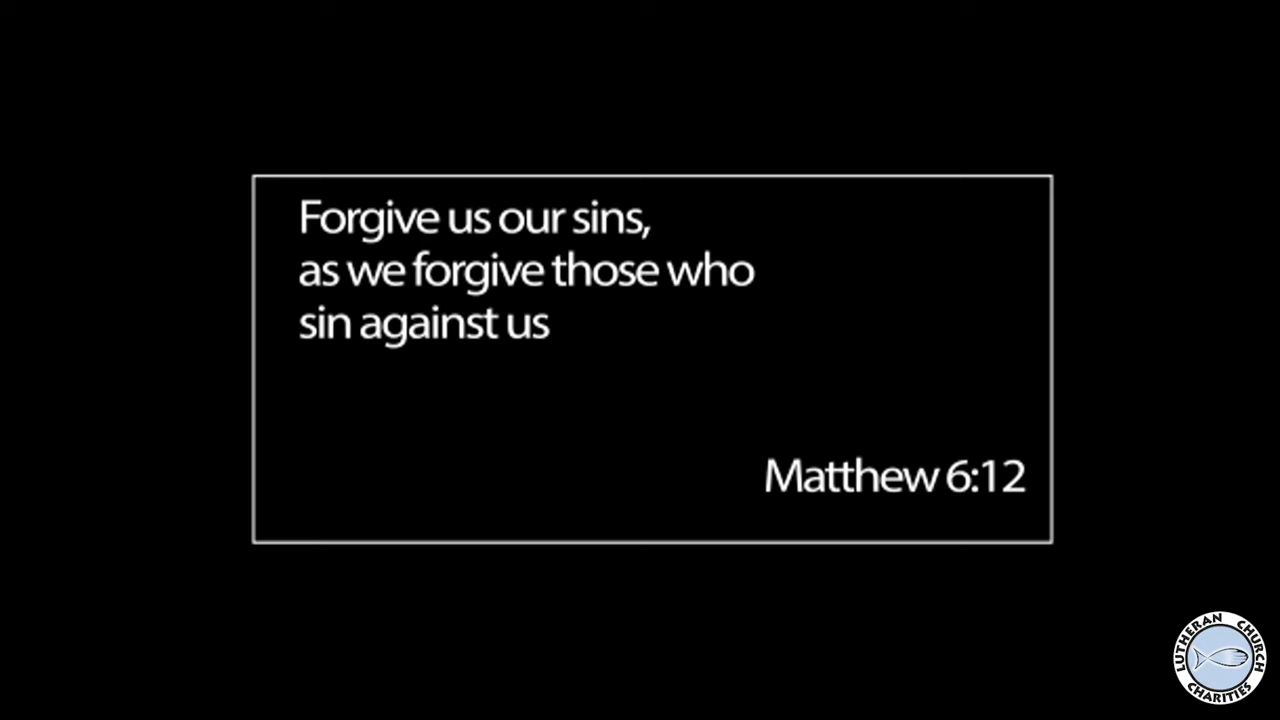 Forgive us our sins,
as we forgive those who
sin against us
Matthew 6:12
LUTHERAN CHURCH
CHARITIES